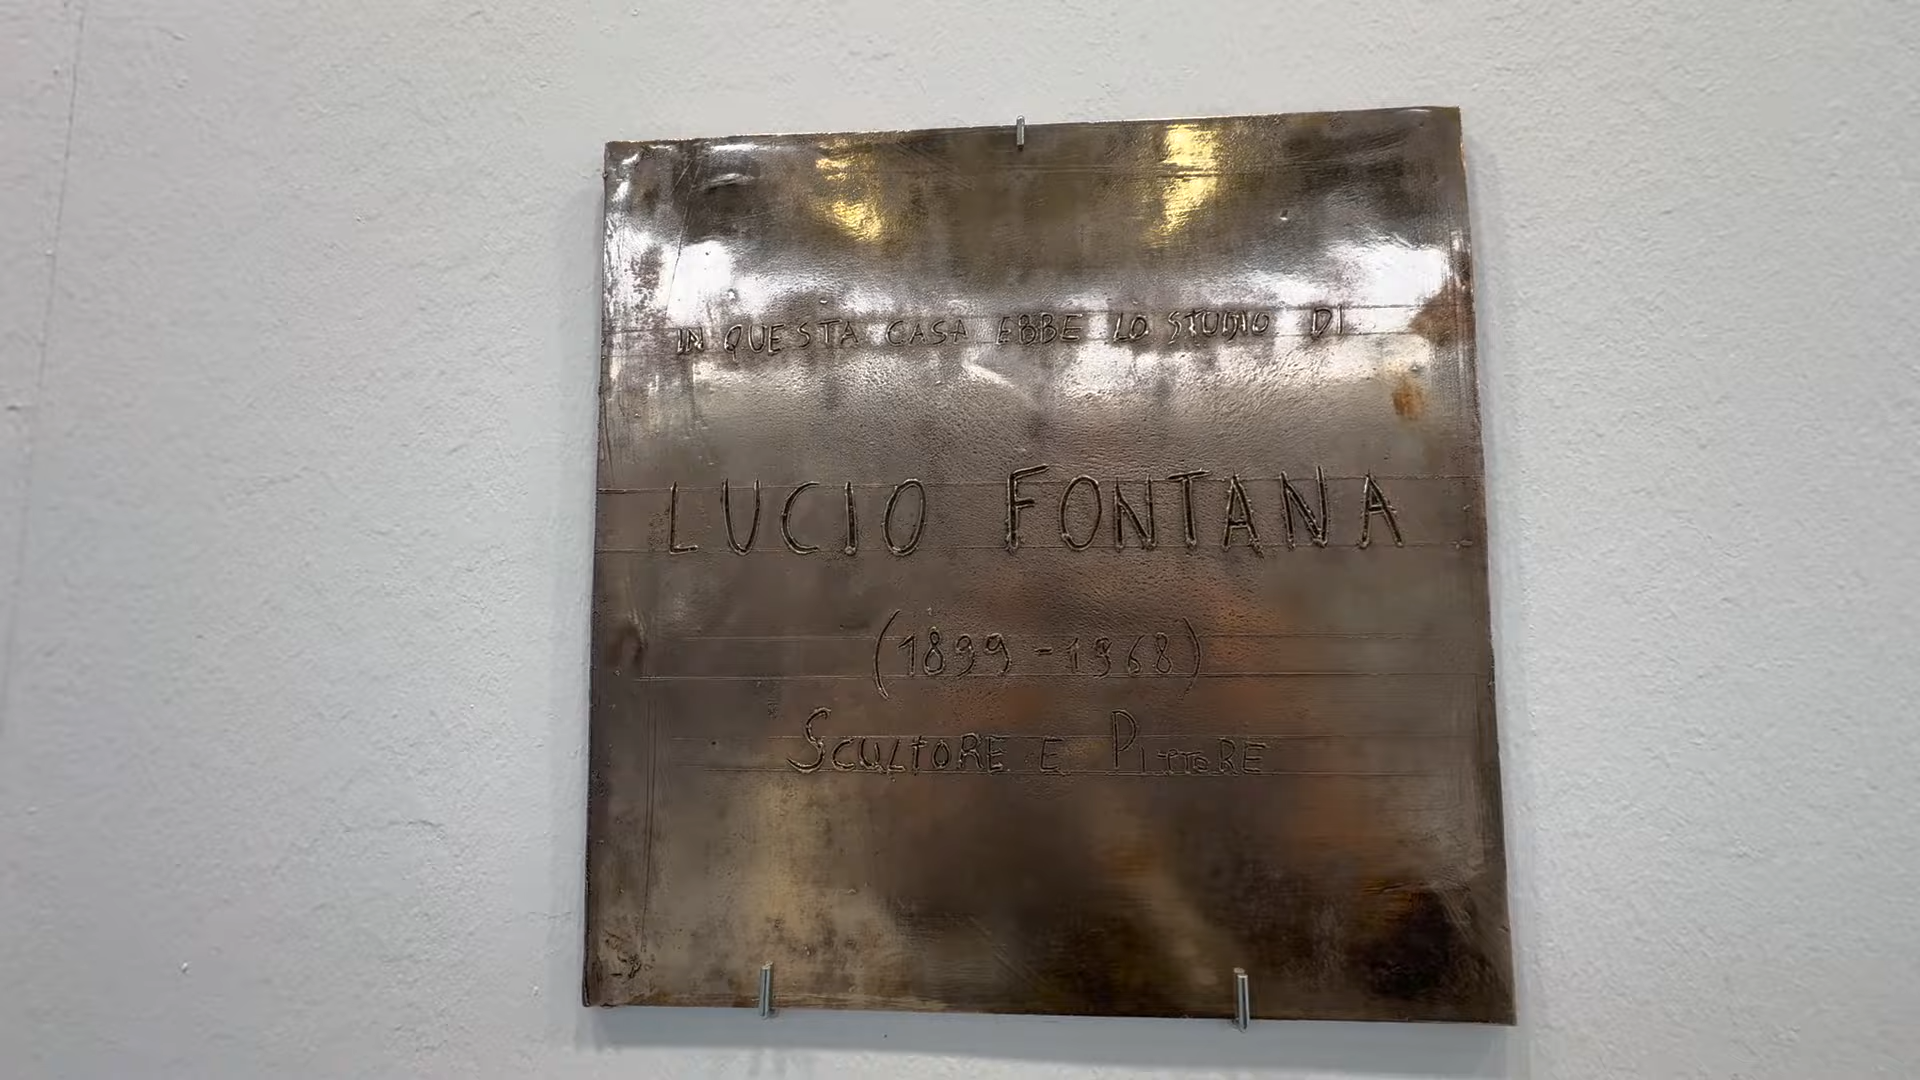 IN QUESTA CASA EBBE LO STUDIO DI
LUCIO FONTANA
(1899-1968)
SCULTORE E PITTORE